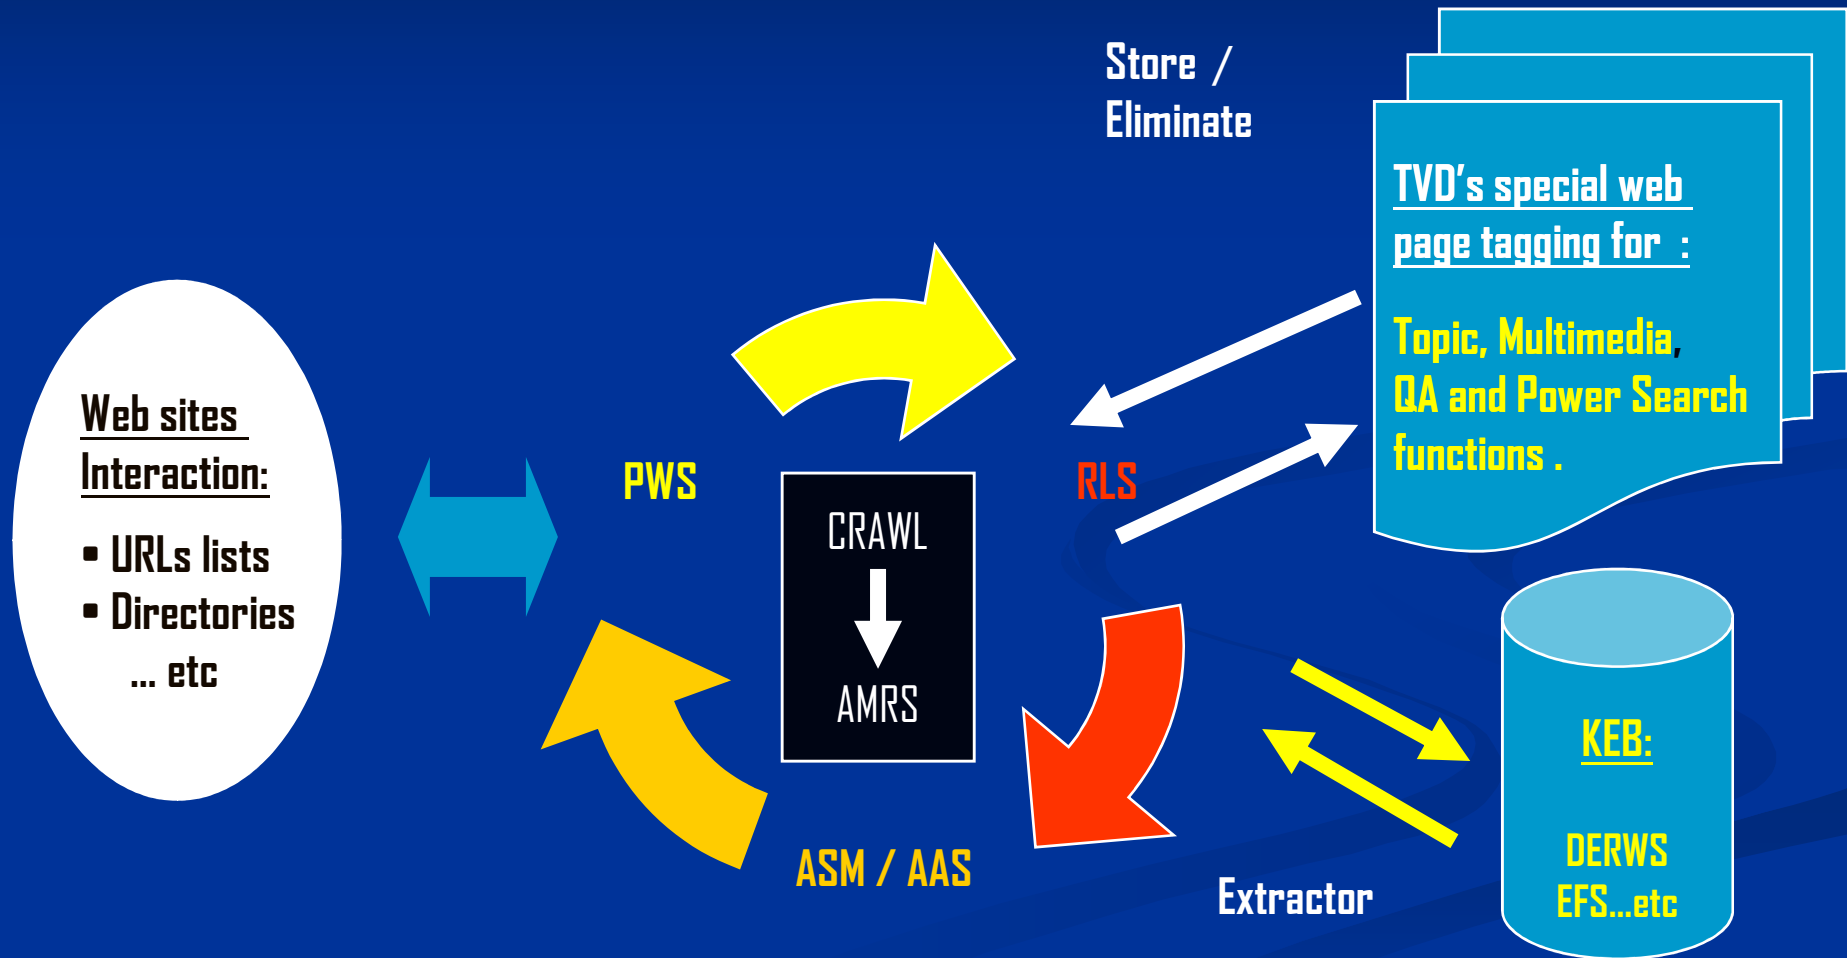 Store /
Eliminate
TVD's special web
page tagging for :
Topic, Multimedia,
QA and Power Search
functions .
Web sites
Interaction:
▪ URLs lists
▪ Directories
... etc
PWS
RLS
CRAWL
AMRS
ASM / AAS
Extractor
KEB:
DERWS
EFS...etc